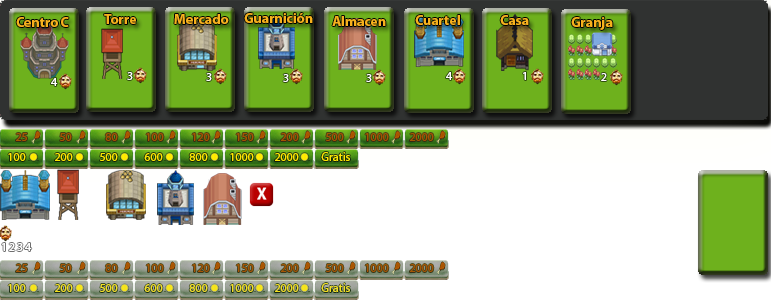 Centro C Torre Mercado Guarnición Almacen Cuartel Casa Granja
4 3 3 3 3 4 1 2
25 50 80 100 120 150 200 500 1000 2000
100 200 500 600 800 1000 2000 Gratis
X
1234
25 50 80 100 120 150 200 500 1000 2000
100 200 500 600 800 1000 2000 Gratis